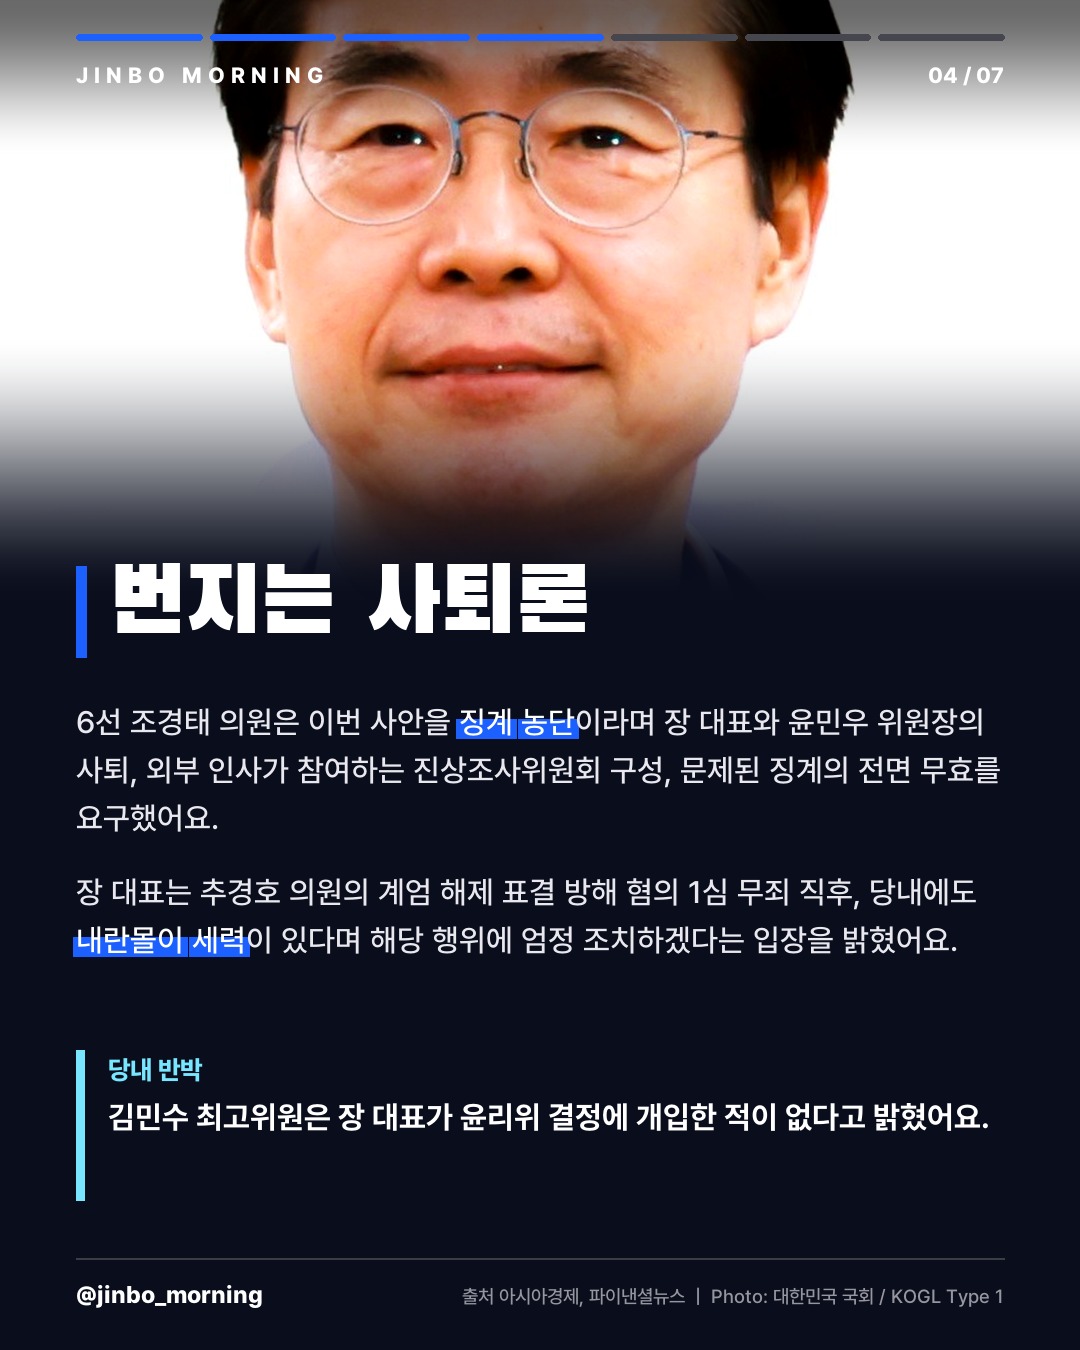 JINBO MORNING
04 / 07
번지는 사퇴론
6선 조경태 의원은 이번 사안을 징계 농단이라며 장 대표와 윤민우 위원장의
사퇴, 외부 인사가 참여하는 진상조사위원회 구성, 문제된 징계의 전면 무효를
요구했어요.
장 대표는 추경호 의원의 계엄 해제 표결 방해 혐의 1심 무죄 직후, 당내에도
내란몰이 세력이 있다며 해당 행위에 엄정 조치하겠다는 입장을 밝혔어요.
당내 반박
김민수 최고위원은 장 대표가 윤리위 결정에 개입한 적이 없다고 밝혔어요.
@jinbo_morning
출처 아시아경제, 파이낸셜뉴스 | Photo: 대한민국 국회 / KOGL Type 1